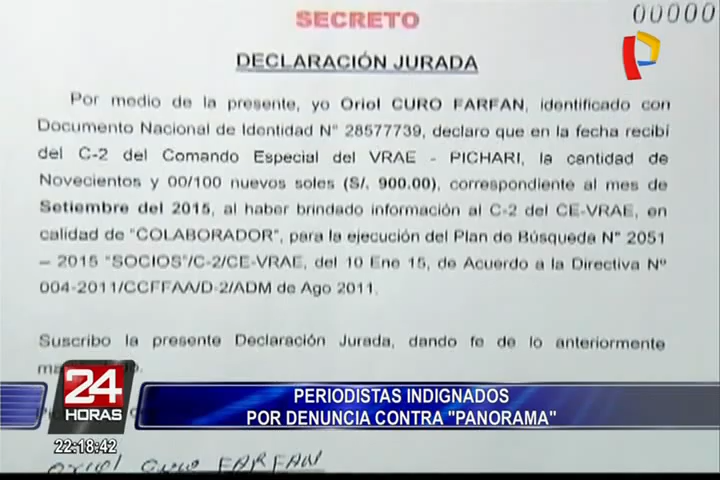 SECRETO
00000
DECLARACIÓN JURADA
Por medio de la presente, yo Oriol CURO FARFAN, identificado con
Documento Nacional de Identidad N° 28577739, declaro que en la fecha recibí
del C-2 del Comando Especial del VRAE - PICHARI, la cantidad de
Novecientos y 00/100 nuevos soles (S/. 900.00), correspondiente al mes de
Setiembre del 2015, al haber brindado información al C-2 del CE-VRAE, en
calidad de "COLABORADOR", para la ejecución del Plan de Búsqueda N° 2051
– 2015 "SOCIOS"/C-2/CE-VRAE, del 10 Ene 15, de Acuerdo a la Directiva Nº
004-2011/CCFFAA/D-2/ADM de Ago 2011.
Suscribo la presente Declaración Jurada, dando fe de lo anteriormente
24
HORAS
PERIODISTAS INDIGNADOS
POR DENUNCIA CONTRA "PANORAMA"
22:18:42
Oriol CURO FARFAN